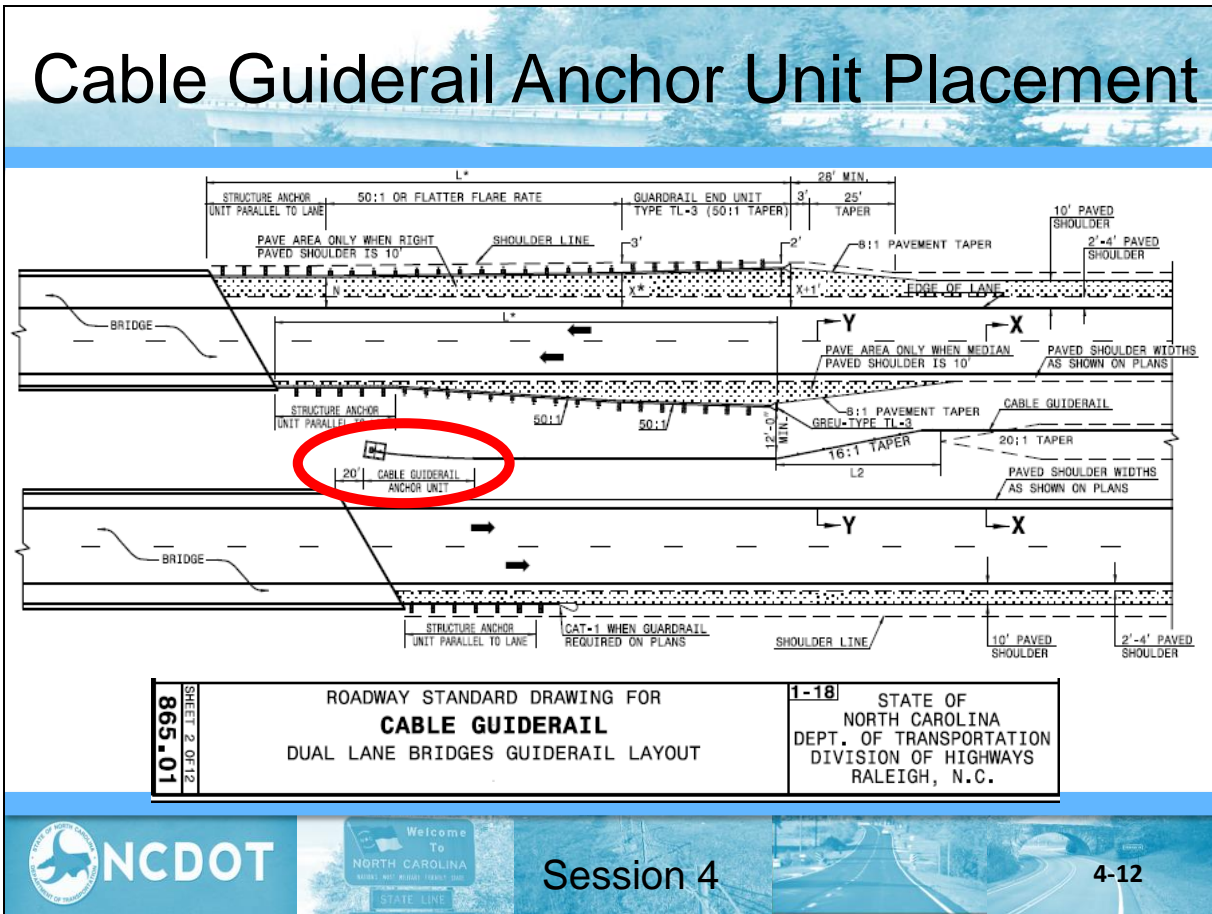 Cable Guiderail Anchor Unit Placement
L*
28' MIN.
STRUCTURE ANCHOR
UNIT PARALLEL TO LANE
50:1 OR FLATTER FLARE RATE
GUARDRAIL END UNIT
TYPE TL-3 (50:1 TAPER)
3'
25'
TAPER
10' PAVED
SHOULDER
PAVE AREA ONLY WHEN RIGHT
PAVED SHOULDER IS 10'
SHOULDER LINE
3'
2'
8:1 PAVEMENT TAPER
2'-4' PAVED
SHOULDER
N
X*
X+1'
EDGE OF LANE
L*
BRIDGE
Y
X
PAVE AREA ONLY WHEN MEDIAN
PAVED SHOULDER IS 10'
PAVED SHOULDER WIDTHS
AS SHOWN ON PLANS
STRUCTURE ANCHOR
UNIT PARALLEL TO
50:1
50:1
8:1 PAVEMENT TAPER
GREU-TYPE TL-3
CABLE GUIDERAIL
12'-0"
MIN.
16:1 TAPER
20:1 TAPER
L2
20'
CABLE GUIDERAIL
ANCHOR UNIT
PAVED SHOULDER WIDTHS
AS SHOWN ON PLANS
Y
X
BRIDGE
STRUCTURE ANCHOR
UNIT PARALLEL TO LANE
CAT-1 WHEN GUARDRAIL
REQUIRED ON PLANS
SHOULDER LINE
10' PAVED
SHOULDER
2'-4' PAVED
SHOULDER
SHEET 2 OF 12
865.01
ROADWAY STANDARD DRAWING FOR
CABLE GUIDERAIL
DUAL LANE BRIDGES GUIDERAIL LAYOUT
1-18
STATE OF
NORTH CAROLINA
DEPT. OF TRANSPORTATION
DIVISION OF HIGHWAYS
RALEIGH, N.C.
NCDOT
Welcome
To
NORTH CAROLINA
STATE LINE
Session 4
4-12